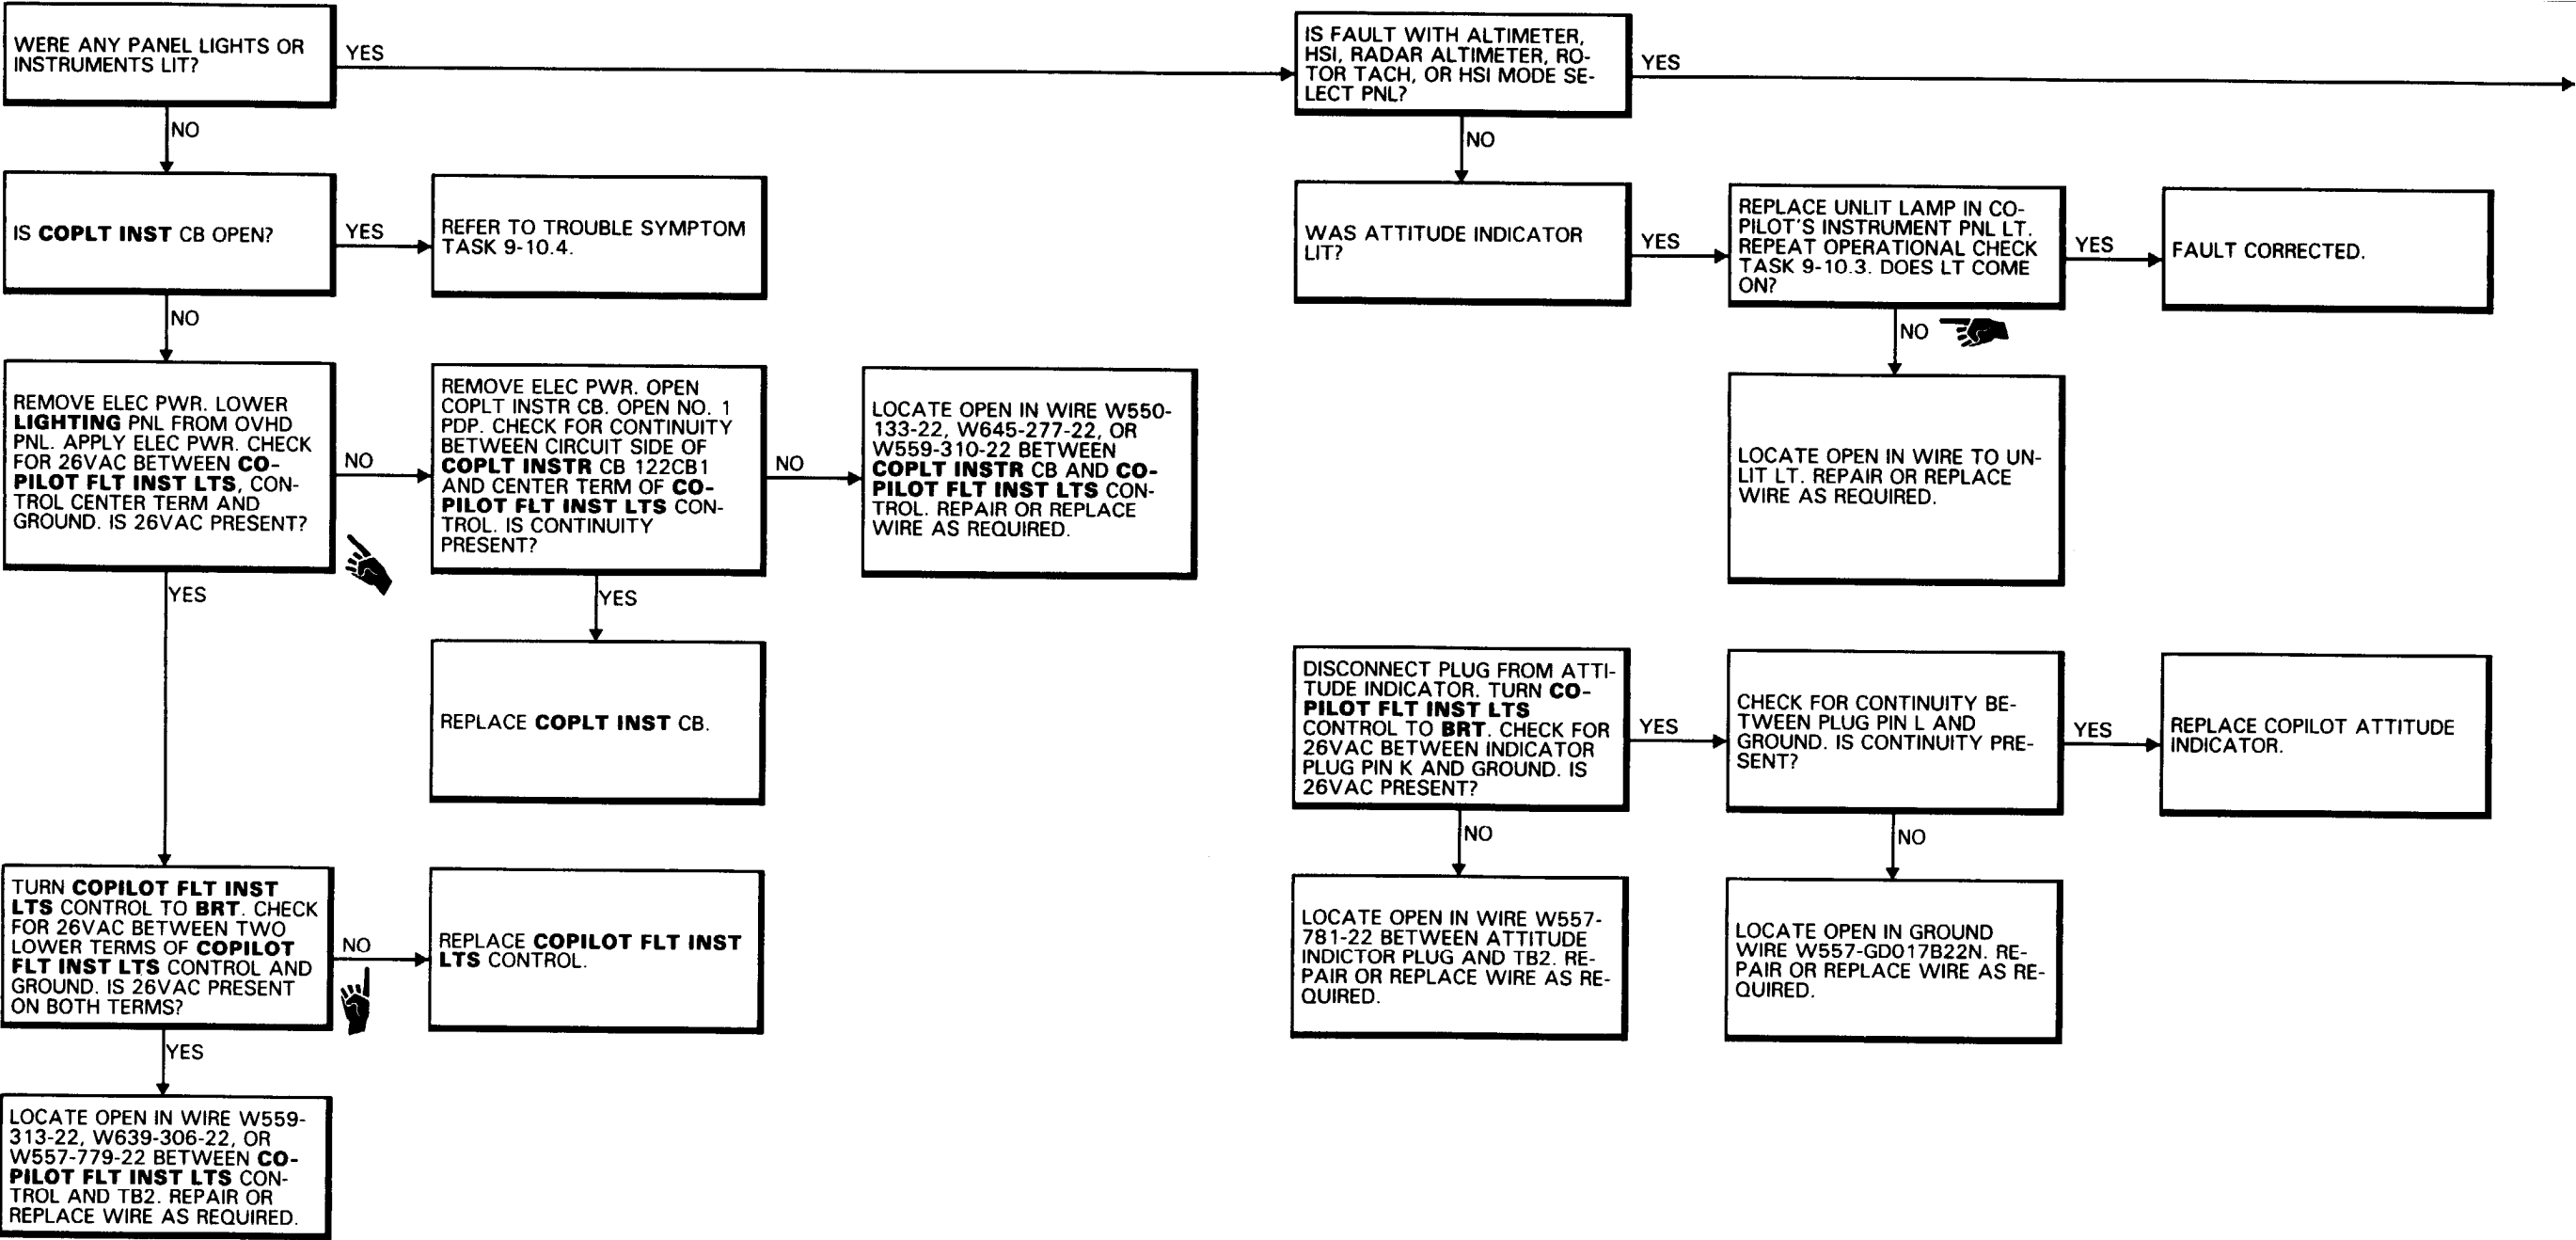 WERE ANY PANEL LIGHTS OR
INSTRUMENTS LIT?
YES
NO
IS COPLT INST CB OPEN?
YES
REFER TO TROUBLE SYMPTOM
TASK 9-10.4.
NO
REMOVE ELEC PWR. LOWER
LIGHTING PNL FROM OVHD
PNL. APPLY ELEC PWR. CHECK
FOR 26VAC BETWEEN CO-
PILOT FLT INST LTS, CON-
TROL CENTER TERM AND
GROUND. IS 26VAC PRESENT?
NO
REMOVE ELEC PWR. OPEN
COPLT INSTR CB. OPEN NO. 1
PDP. CHECK FOR CONTINUITY
BETWEEN CIRCUIT SIDE OF
COPLT INSTR CB 122CB1
AND CENTER TERM OF CO-
PILOT FLT INST LTS CON-
TROL. IS CONTINUITY
PRESENT?
NO
LOCATE OPEN IN WIRE W550-
133-22, W645-277-22, OR
W559-310-22 BETWEEN
COPLT INSTR CB AND CO-
PILOT FLT INST LTS CON-
TROL. REPAIR OR REPLACE
WIRE AS REQUIRED.
YES
REPLACE COPLT INST CB.
YES
TURN COPILOT FLT INST
LTS CONTROL TO BRT. CHECK
FOR 26VAC BETWEEN TWO
LOWER TERMS OF COPILOT
FLT INST LTS CONTROL AND
GROUND. IS 26VAC PRESENT
ON BOTH TERMS?
NO
REPLACE COPILOT FLT INST
LTS CONTROL.
YES
LOCATE OPEN IN WIRE W559-
313-22, W639-306-22, OR
W557-779-22 BETWEEN CO-
PILOT FLT INST LTS CON-
TROL AND TB2. REPAIR OR
REPLACE WIRE AS REQUIRED.
IS FAULT WITH ALTIMETER,
HSI, RADAR ALTIMETER, RO-
TOR TACH, OR HSI MODE SE-
LECT PNL?
YES
NO
WAS ATTITUDE INDICATOR
LIT?
YES
REPLACE UNLIT LAMP IN CO-
PILOT'S INSTRUMENT PNL LT.
REPEAT OPERATIONAL CHECK
TASK 9-10.3. DOES LT COME
ON?
YES
FAULT CORRECTED.
NO
LOCATE OPEN IN WIRE TO UN-
LIT LT. REPAIR OR REPLACE
WIRE AS REQUIRED.
DISCONNECT PLUG FROM ATTI-
TUDE INDICATOR. TURN CO-
PILOT FLT INST LTS
CONTROL TO BRT. CHECK FOR
26VAC BETWEEN INDICATOR
PLUG PIN K AND GROUND. IS
26VAC PRESENT?
YES
CHECK FOR CONTINUITY BE-
TWEEN PLUG PIN L AND
GROUND. IS CONTINUITY PRE-
SENT?
YES
REPLACE COPILOT ATTITUDE
INDICATOR.
NO
LOCATE OPEN IN WIRE W557-
781-22 BETWEEN ATTITUDE
INDICTOR PLUG AND TB2. RE-
PAIR OR REPLACE WIRE AS RE-
QUIRED.
NO
LOCATE OPEN IN GROUND
WIRE W557-GD017B22N. RE-
PAIR OR REPLACE WIRE AS RE-
QUIRED.